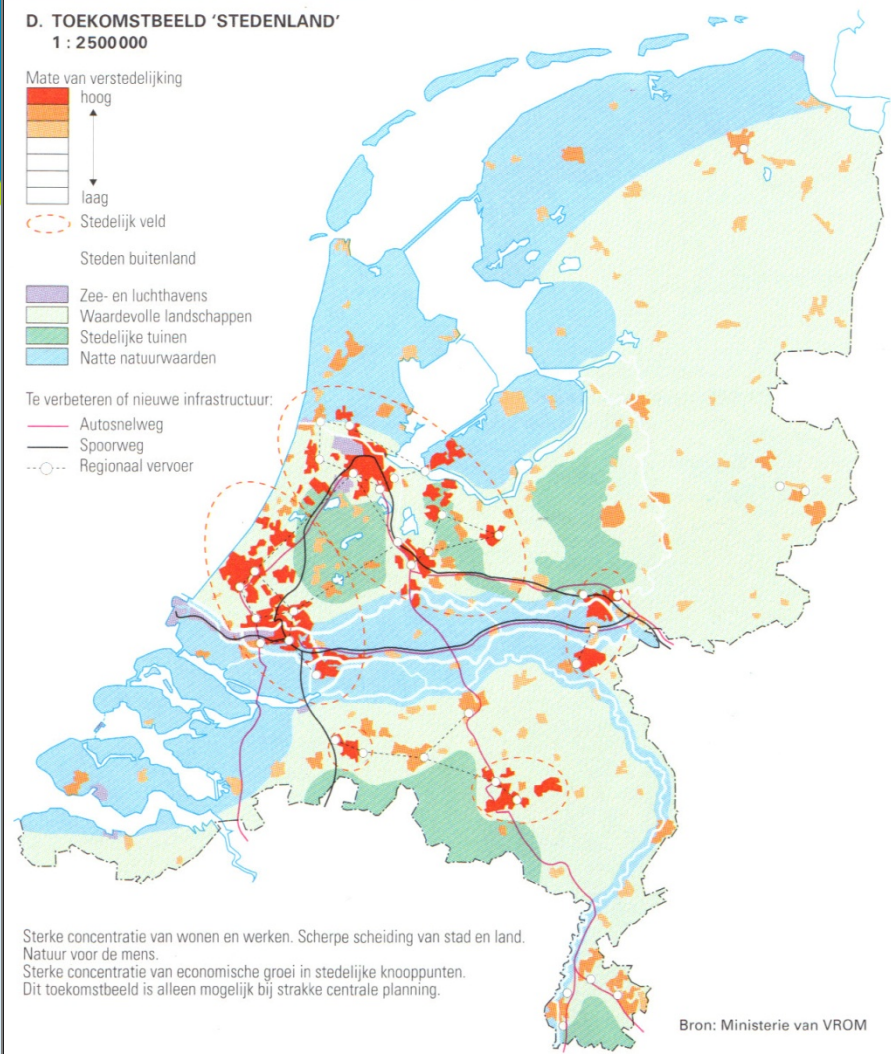 D. TOEKOMSTBEELD ‘STEDENLAND’
1 : 2500000
Mate van verstedelijking
hoog
laag
Stedelijk veld
Steden buitenland
Zee- en luchthavens
Waardevolle landschappen
Stedelijke tuinen
Natte natuurwaarden
Te verbeteren of nieuwe infrastructuur:
Autosnelweg
Spoorweg
Regionaal vervoer
Sterke concentratie van wonen en werken. Scherpe scheiding van stad en land.
Natuur voor de mens.
Sterke concentratie van economische groei in stedelijke knooppunten.
Dit toekomstbeeld is alleen mogelijk bij strakke centrale planning.
Bron: Ministerie van VROM